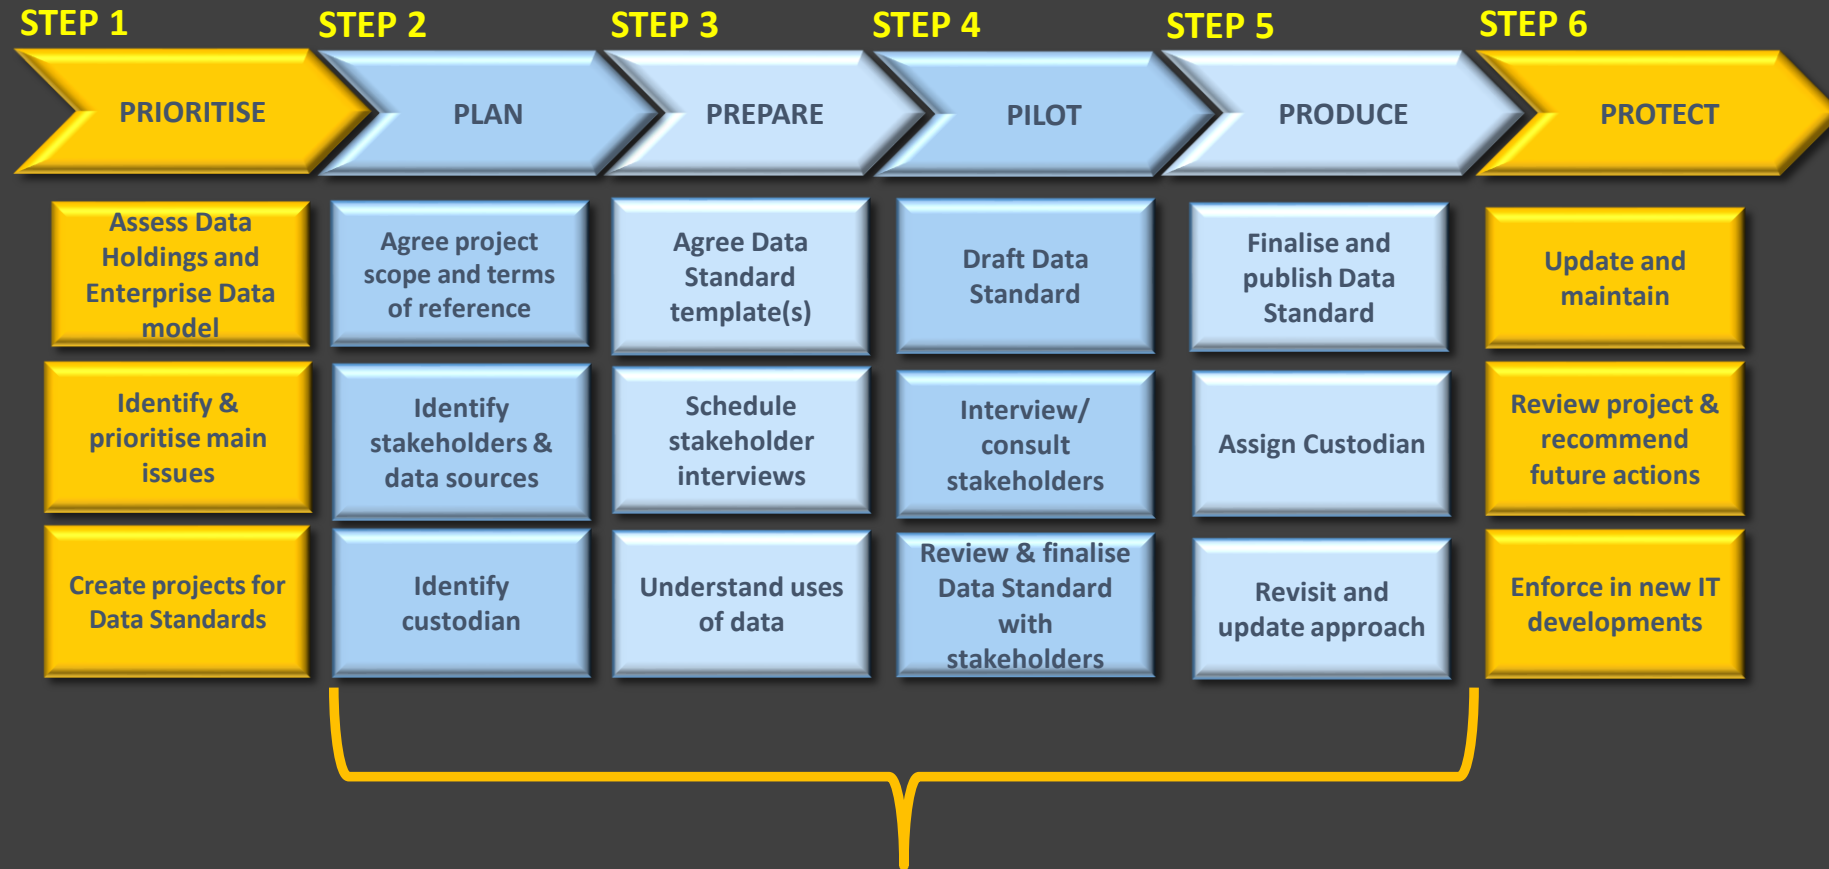 STEP 1
STEP 2
STEP 3
STEP 4
STEP 5
STEP 6
PRIORITISE
PLAN
PREPARE
PILOT
PRODUCE
PROTECT
Assess Data
Holdings and
Enterprise Data
model
Agree project
scope and terms
of reference
Agree Data
Standard
template(s)
Draft Data
Standard
Finalise and
publish Data
Standard
Update and
maintain
Identify &
prioritise main
issues
Identify
stakeholders &
data sources
Schedule
stakeholder
interviews
Interview/
consult
stakeholders
Assign Custodian
Review project &
recommend
future actions
Create projects for
Data Standards
Identify
custodian
Understand uses
of data
Review & finalise
Data Standard
with
stakeholders
Revisit and
update approach
Enforce in new IT
developments